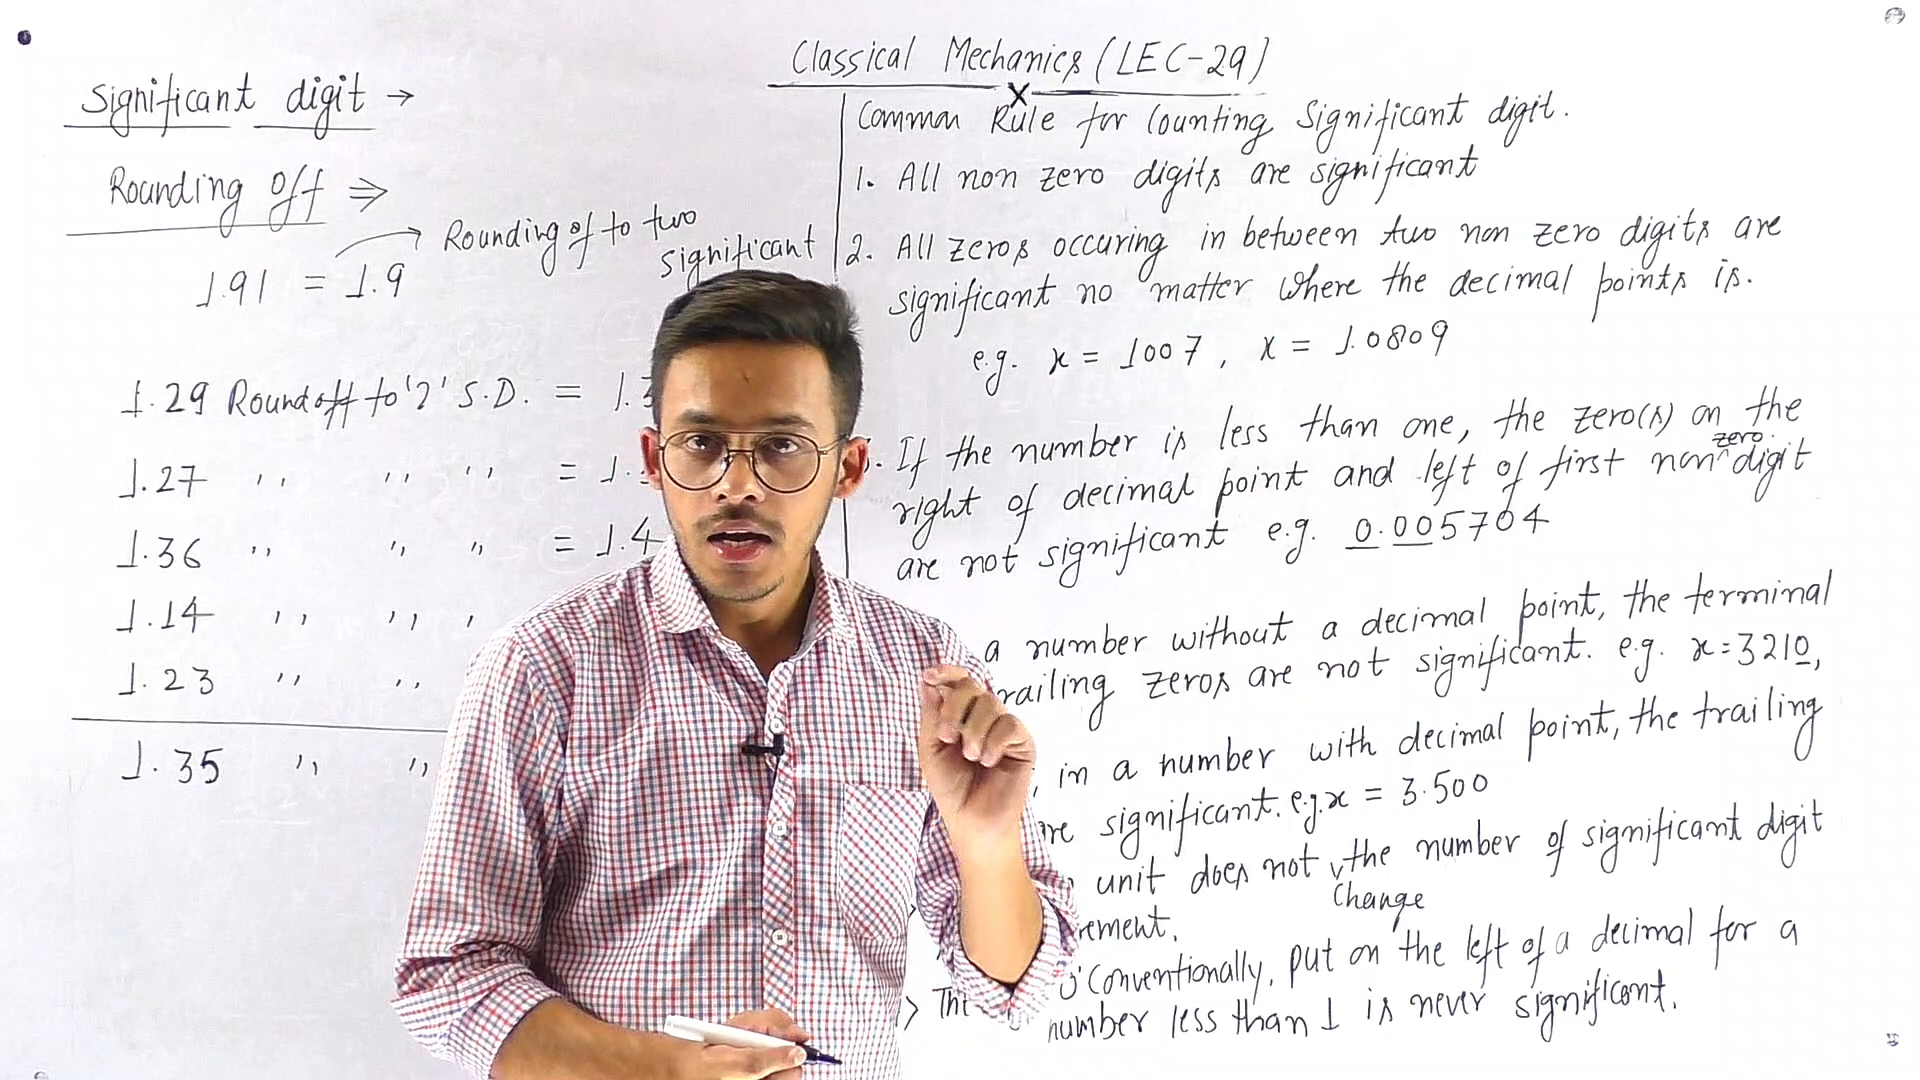 Classical Mechanics (LEC-29)
X
Significant digit →
Rounding off ⇒
Rounding of to two
significant
1.91 = 1.9
1.29 Roundoff to '2' S.D. = 1.3
1.27 ,, ,, ,, = 1.
1.36 ,, ,, ,, = 1.4
1.14 ,, ,, ,
1.23 ,, ,,
1.35 ,, ,,
Common Rule for Counting Significant digit.
1. All non zero digits are significant
2. All zeros occuring in between two non zero digits are
significant no matter where the decimal points is.
e.g. x = 1007, x = 1.0809
. If the number is less than one, the zero(s) on the
right of decimal point and left of first non zero digit
are not significant e.g. 0.005704
a number without a decimal point, the terminal
railing zeros are not significant. e.g. x=3210,
in a number with decimal point, the trailing
are significant. e.g. x = 3.500
unit does not change the number of significant digit
rement.
'0' Conventionally, put on the left of a decimal for a
number less than 1 is never significant.